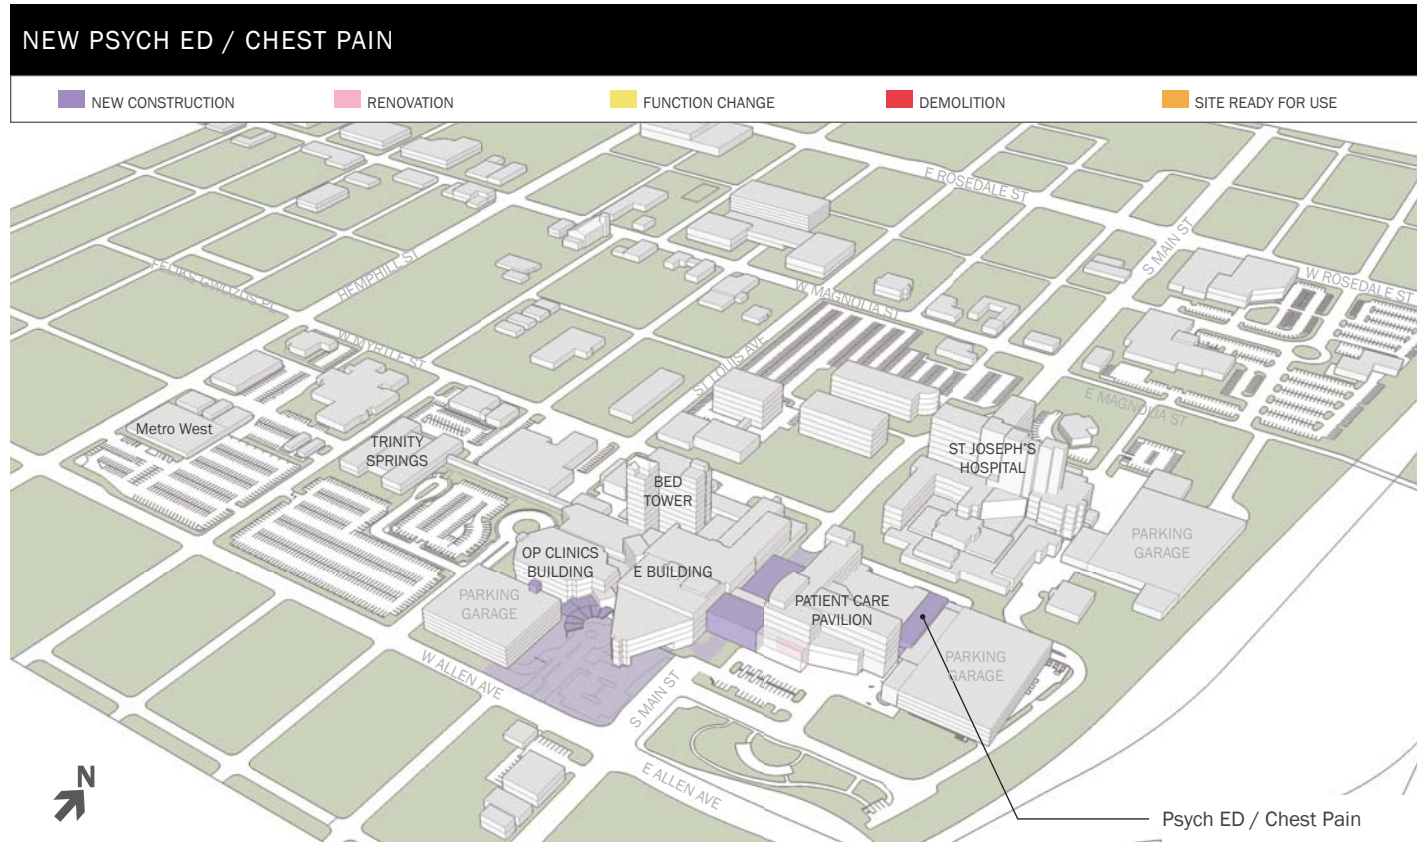 NEW PSYCH ED / CHEST PAIN
NEW CONSTRUCTION
RENOVATION
FUNCTION CHANGE
DEMOLITION
SITE READY FOR USE
E ROSEDALE ST
S MAIN ST
W ROSEDALE ST
HEMPHILL ST
W MAGNOLIA ST
W MYRTLE ST
ST LOUIS AVE
E MAGNOLIA ST
Metro West
TRINITY
SPRINGS
ST JOSEPH'S
HOSPITAL
BED
TOWER
PARKING
GARAGE
OP CLINICS
BUILDING
E BUILDING
PARKING
GARAGE
PATIENT CARE
PAVILION
PARKING
GARAGE
W ALLEN AVE
S MAIN ST
E ALLEN AVE
N
Psych ED / Chest Pain